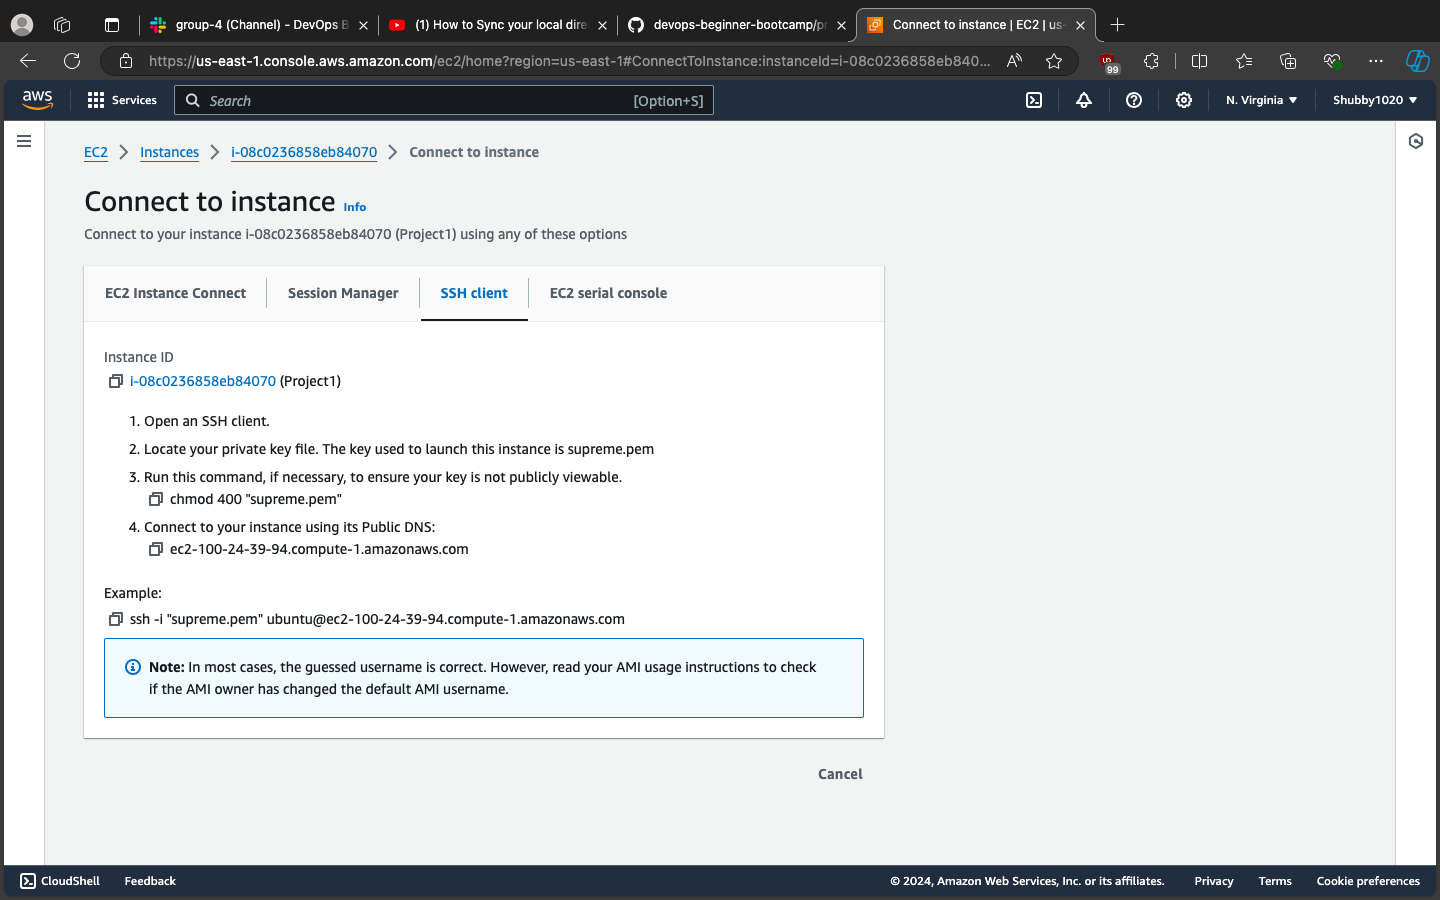 group-4 (Channel) - DevOps B
(1) How to Sync your local dire
devops-beginner-bootcamp/pr
Connect to instance | EC2 | us-
https://us-east-1.console.aws.amazon.com/ec2/home?region=us-east-1#ConnectToInstance:instanceId=i-08c0236858eb840...
99
aws
Services
Search
[Option+S]
N. Virginia
Shubby1020
EC2
Instances
i-08c0236858eb84070
Connect to instance
Connect to instance Info
Connect to your instance i-08c0236858eb84070 (Project1) using any of these options
EC2 Instance Connect
Session Manager
SSH client
EC2 serial console
Instance ID
i-08c0236858eb84070 (Project1)
1. Open an SSH client.
2. Locate your private key file. The key used to launch this instance is supreme.pem
3. Run this command, if necessary, to ensure your key is not publicly viewable.
chmod 400 "supreme.pem"
4. Connect to your instance using its Public DNS:
ec2-100-24-39-94.compute-1.amazonaws.com
Example:
ssh -i "supreme.pem" ubuntu@ec2-100-24-39-94.compute-1.amazonaws.com
Note: In most cases, the guessed username is correct. However, read your AMI usage instructions to check
if the AMI owner has changed the default AMI username.
Cancel
CloudShell
Feedback
© 2024, Amazon Web Services, Inc. or its affiliates.
Privacy
Terms
Cookie preferences